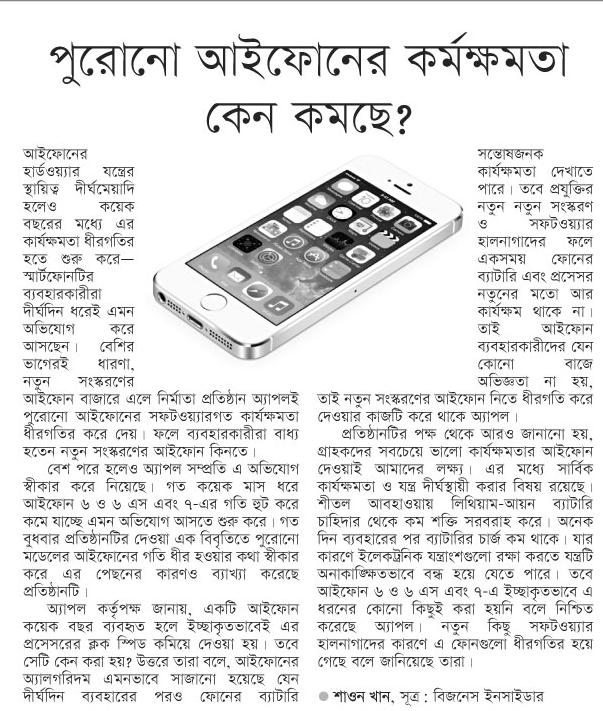 পুরোনো আইফোনের কর্মক্ষমতা
কেন কমছে?
আইফোনের
হার্ডওয়্যার যন্ত্রের
স্থায়িত্ব দীর্ঘমেয়াদি
হলেও কয়েক
বছরের মধ্যে এর
কার্যক্ষমতা ধীরগতির
হতে শুরু করে—
স্মার্টফোনটির
ব্যবহারকারীরা
দীর্ঘদিন ধরেই এমন
অভিযোগ করে
আসছেন। বেশির
ভাগেরই ধারণা,
নতুন সংস্করণের
আইফোন বাজারে এলে নির্মাতা প্রতিষ্ঠান অ্যাপলই
পুরোনো আইফোনের সফটওয়্যারগত কার্যক্ষমতা
ধীরগতির করে দেয়। ফলে ব্যবহারকারীরা বাধ্য
হতেন নতুন সংস্করণের আইফোন কিনতে।
বেশ পরে হলেও অ্যাপল সম্প্রতি এ অভিযোগ
স্বীকার করে নিয়েছে। গত কয়েক মাস ধরে
আইফোন ৬ ও ৬ এস এবং ৭-এর গতি হুট করে
কমে যাচ্ছে এমন অভিযোগ আসতে শুরু করে। গত
বুধবার প্রতিষ্ঠানটির দেওয়া এক বিবৃতিতে পুরোনো
মডেলের আইফোনের গতি ধীর হওয়ার কথা স্বীকার
করে এর পেছনের কারণও ব্যাখ্যা করেছে
প্রতিষ্ঠানটি।
অ্যাপল কর্তৃপক্ষ জানায়, একটি আইফোন
কয়েক বছর ব্যবহৃত হলে ইচ্ছাকৃতভাবেই এর
প্রসেসরের ক্লক স্পিড কমিয়ে দেওয়া হয়। তবে
সেটি কেন করা হয়? উত্তরে তারা বলে, আইফোনের
অ্যালগরিদম এমনভাবে সাজানো হয়েছে যেন
দীর্ঘদিন ব্যবহারের পরও ফোনের ব্যাটারি
সন্তোষজনক
কার্যক্ষমতা দেখাতে
পারে। তবে প্রযুক্তির
নতুন নতুন সংস্করণ
ও সফটওয়্যার
হালনাগাদের ফলে
একসময় ফোনের
ব্যাটারি এবং প্রসেসর
নতুনের মতো আর
কার্যক্ষম থাকে না।
তাই আইফোন
ব্যবহারকারীদের যেন
কোনো বাজে
অভিজ্ঞতা না হয়,
তাই নতুন সংস্করণের আইফোন নিতে ধীরগতি করে
দেওয়ার কাজটি করে থাকে অ্যাপল।
প্রতিষ্ঠানটির পক্ষ থেকে আরও জানানো হয়,
গ্রাহকদের সবচেয়ে ভালো কার্যক্ষমতার আইফোন
দেওয়াই আমাদের লক্ষ্য। এর মধ্যে সার্বিক
কার্যক্ষমতা ও যন্ত্র দীর্ঘস্থায়ী করার বিষয় রয়েছে।
শীতল আবহাওয়ায় লিথিয়াম-আয়ন ব্যাটারি
চাহিদার থেকে কম শক্তি সরবরাহ করে। অনেক
দিন ব্যবহারের পর ব্যাটারির চার্জ কম থাকে। যার
কারণে ইলেকট্রনিক যন্ত্রাংশগুলো রক্ষা করতে যন্ত্রটি
অনাকাঙ্ক্ষিতভাবে বন্ধ হয়ে যেতে পারে। তবে
আইফোন ৬ ও ৬ এস এবং ৭-এ ইচ্ছাকৃতভাবে এ
ধরনের কোনো কিছুই করা হয়নি বলে নিশ্চিত
করেছে অ্যাপল। নতুন কিছু সফটওয়্যার
হালনাগাদের কারণে এ ফোনগুলো ধীরগতির হয়ে
গেছে বলে জানিয়েছে তারা।
শাওন খান, সূত্র : বিজনেস ইনসাইডার